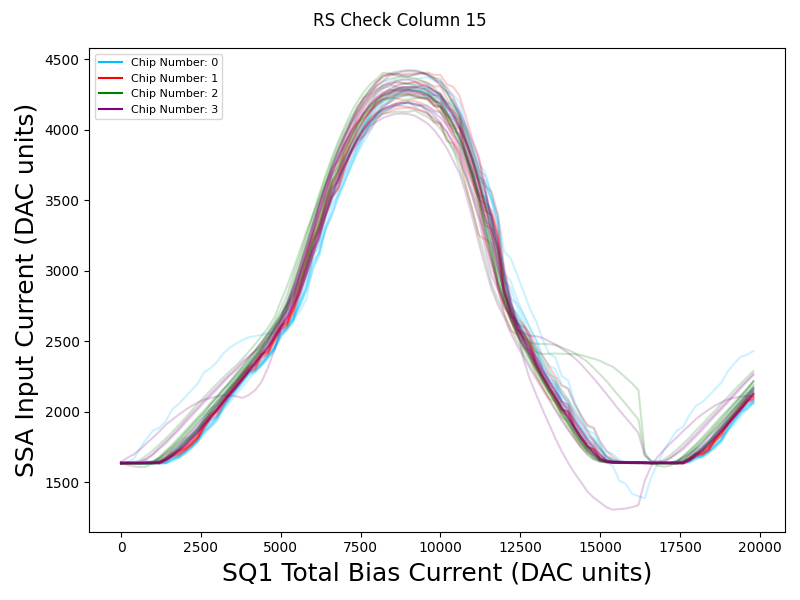 RS Check Column 15
SSA Input Current (DAC units)
4500
4000
3500
3000
2500
2000
1500
Chip Number: 0
Chip Number: 1
Chip Number: 2
Chip Number: 3
0 2500 5000 7500 10000 12500 15000 17500 20000
SQ1 Total Bias Current (DAC units)